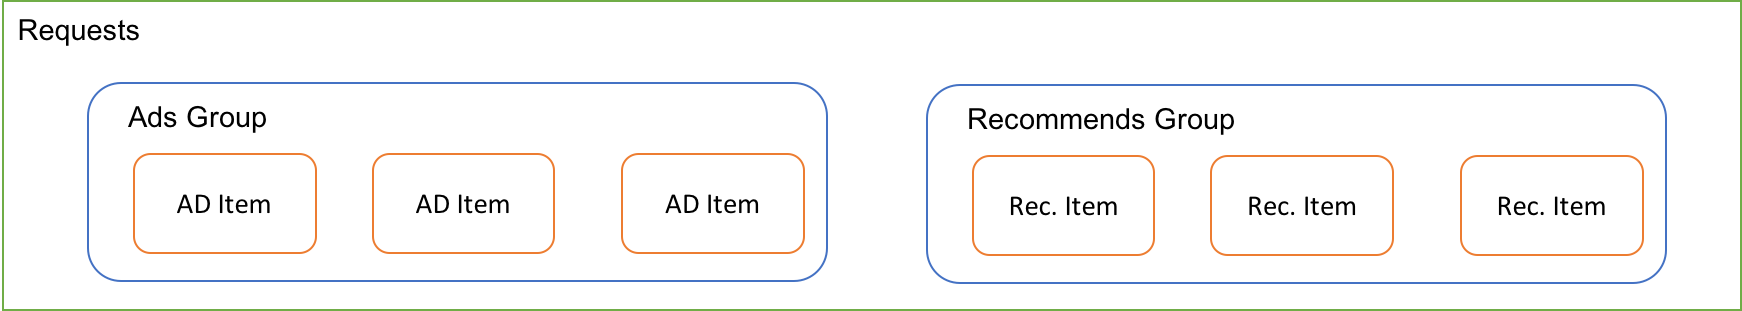 Requests
Ads Group
AD Item AD Item AD Item
Recommends Group
Rec. Item Rec. Item Rec. Item